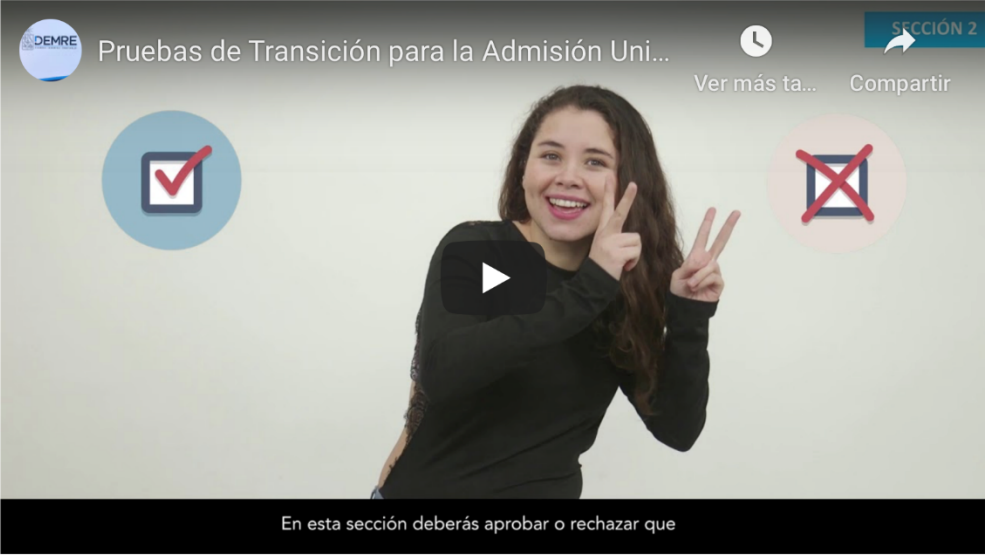 DEMRE
Pruebas de Transición para la Admisión Uni...
SECCIÓN 2
Ver más ta...
Compartir
En esta sección deberás aprobar o rechazar que